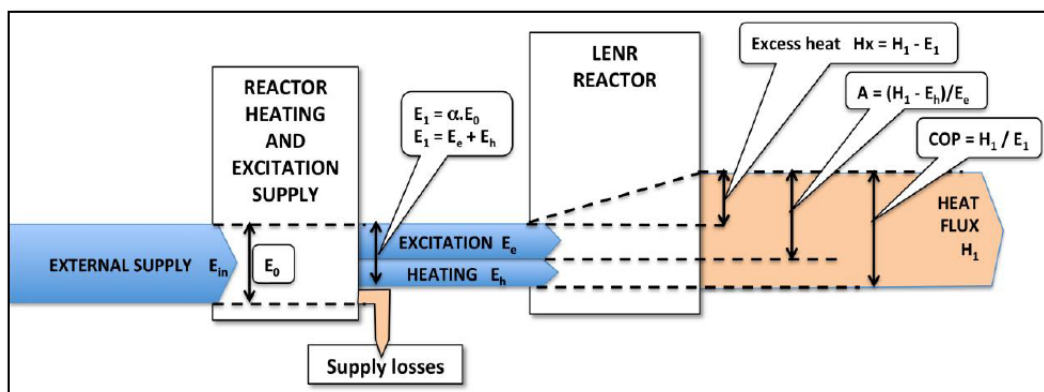 REACTOR
HEATING
AND
EXCITATION
SUPPLY
E₁ = α.E₀
E₁ = Eₑ + Eₕ
LENR
REACTOR
Excess heat Hx = H₁ - E₁
A = (H₁ - Eₕ)/Eₑ
COP = H₁ / E₁
EXTERNAL SUPPLY Eᵢₙ
E₀
EXCITATION Eₑ
HEATING Eₕ
HEAT
FLUX
H₁
Supply losses